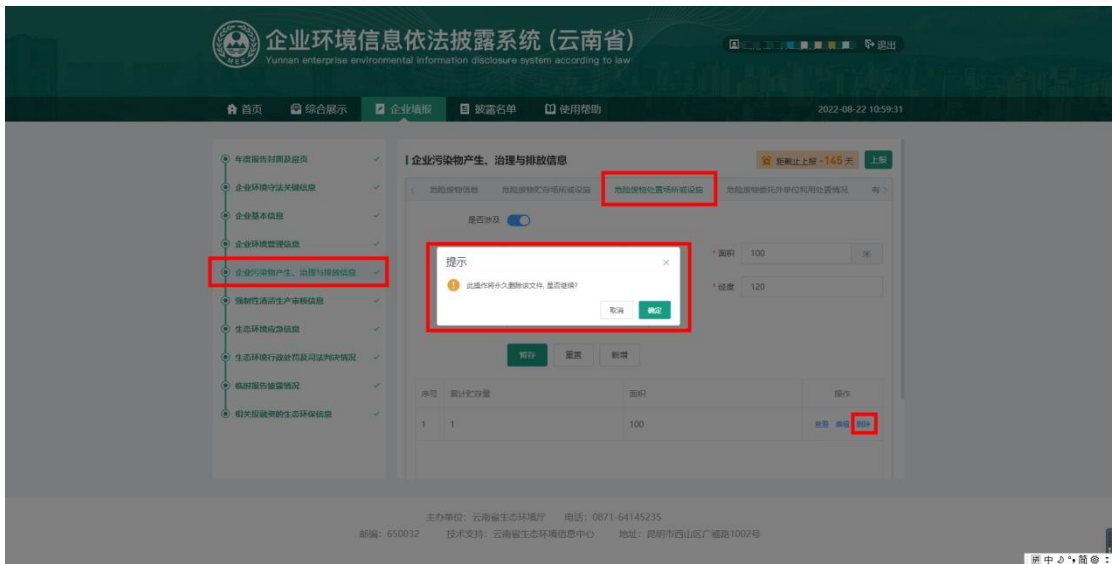 企业环境信息依法披露系统 (云南省)
Yunnan enterprise environmental information disclosure system according to law
退出
首页 综合展示 企业填报 披露名单 使用帮助 2022-08-22 10:59:31
年度报告封面及扉页
企业环境守法关键信息
企业基本信息
企业环境管理信息
企业污染物产生、治理与排放信息
强制性清洁生产审核信息
生态环境应急信息
生态环境行政处罚及司法判决情况
临时报告披露情况
相关投融资的生态环保信息
企业污染物产生、治理与排放信息 距截止上报 -145 天 上报
危险废物信息 危险废物贮存场所或设施 危险废物处置场所或设施 危险废物委托外单位利用处置情况 有
是否涉及
* 面积 100 米
* 经度 120
提示
此操作将永久删除该文件, 是否继续?
取消 确定
暂存 重置 新增
序号 累计贮存量 面积 操作
1 1 100 查看 编辑 删除
主办单位：云南省生态环境厅 电话：0871-64145235
邮编：650032 技术支持：云南省生态环境信息中心 地址：昆明市西山区广福路1002号
中 简